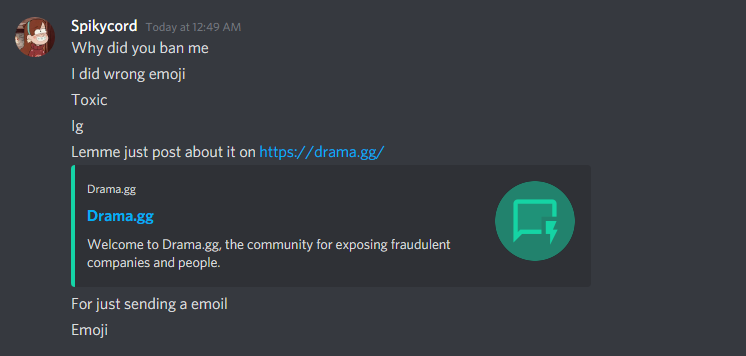 Spikycord Today at 12:49 AM
Why did you ban me
I did wrong emoji
Toxic
Ig
Lemme just post about it on https://drama.gg/
Drama.gg
Drama.gg
Welcome to Drama.gg, the community for exposing fraudulent
companies and people.
For just sending a emoil
Emoji